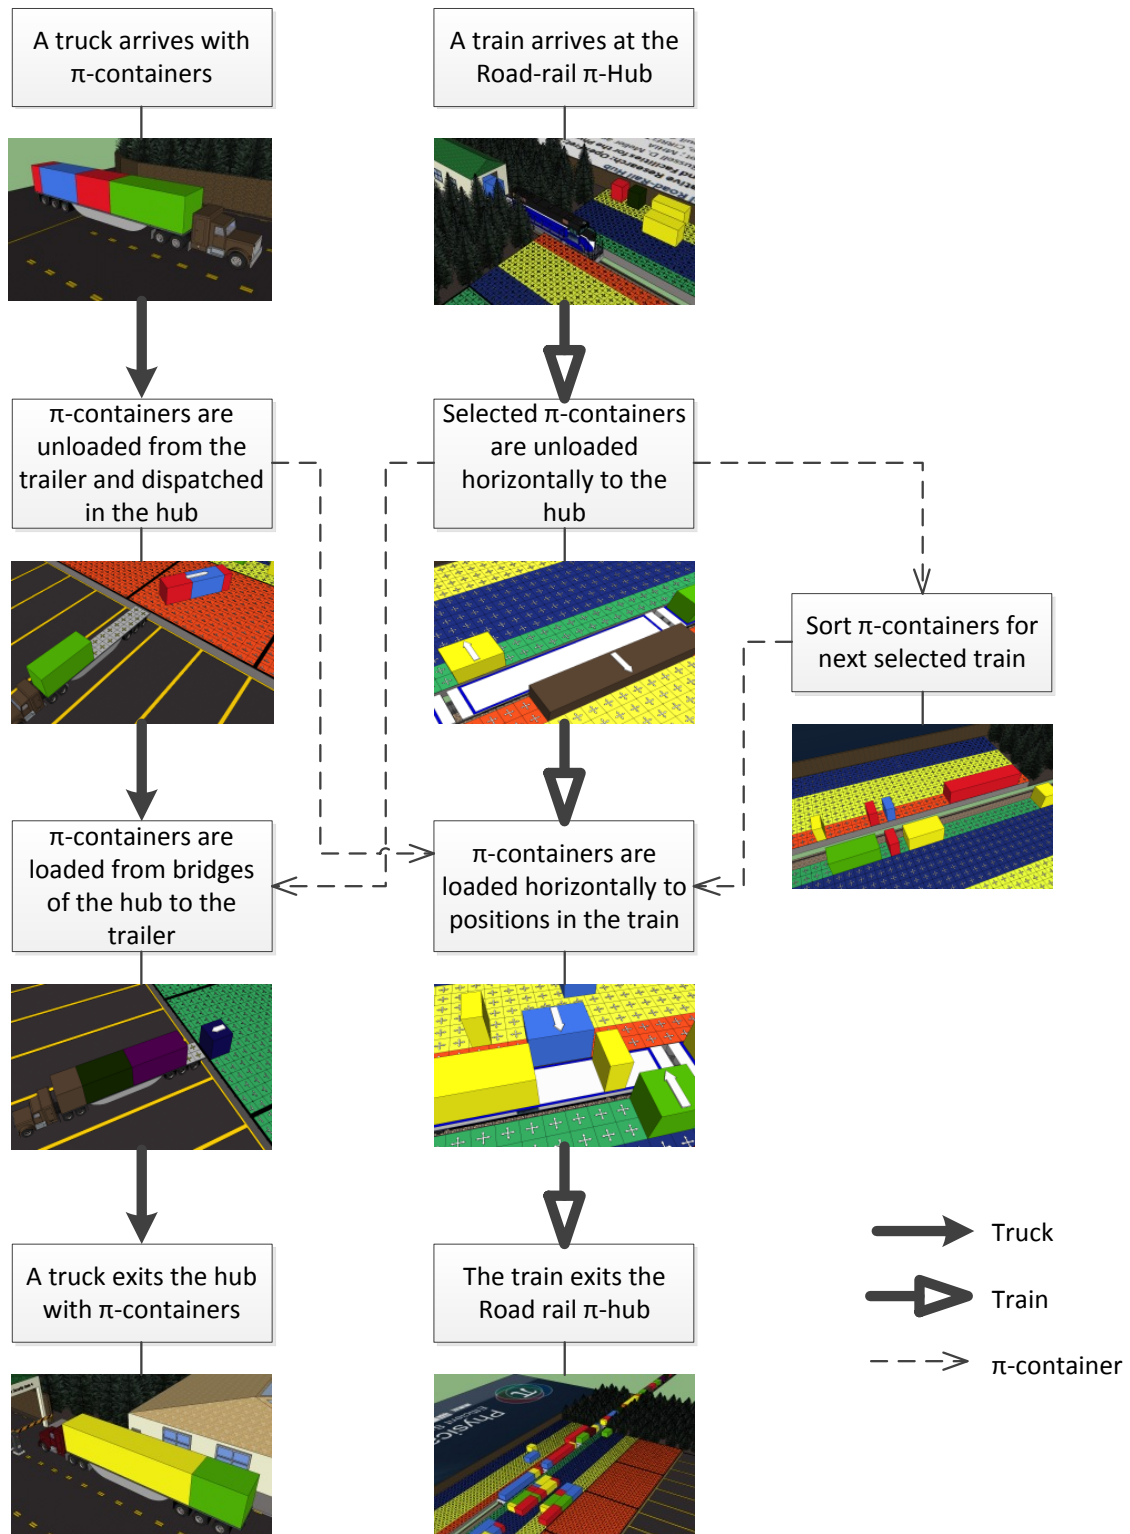 A truck arrives with
π-containers
A train arrives at the
Road-rail π-Hub
π-containers are
unloaded from the
trailer and dispatched
in the hub
Selected π-containers
are unloaded
horizontally to the
hub
Sort π-containers for
next selected train
π-containers are
loaded from bridges
of the hub to the
trailer
π-containers are
loaded horizontally to
positions in the train
A truck exits the hub
with π-containers
The train exits the
Road rail π-hub
Truck
Train
π-container